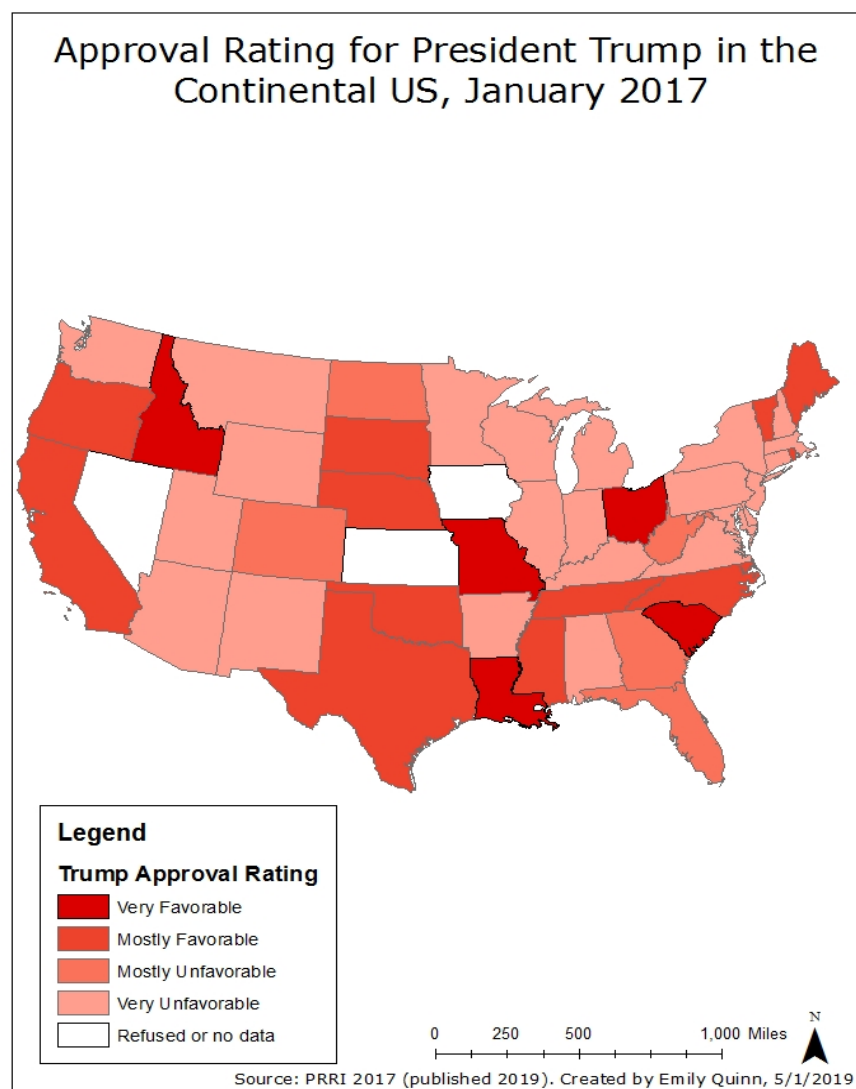 Approval Rating for President Trump in the
Continental US, January 2017
Legend
Trump Approval Rating
Very Favorable
Mostly Favorable
Mostly Unfavorable
Very Unfavorable
Refused or no data
0 250 500 1,000 Miles
N
Source: PRRI 2017 (published 2019). Created by Emily Quinn, 5/1/2019